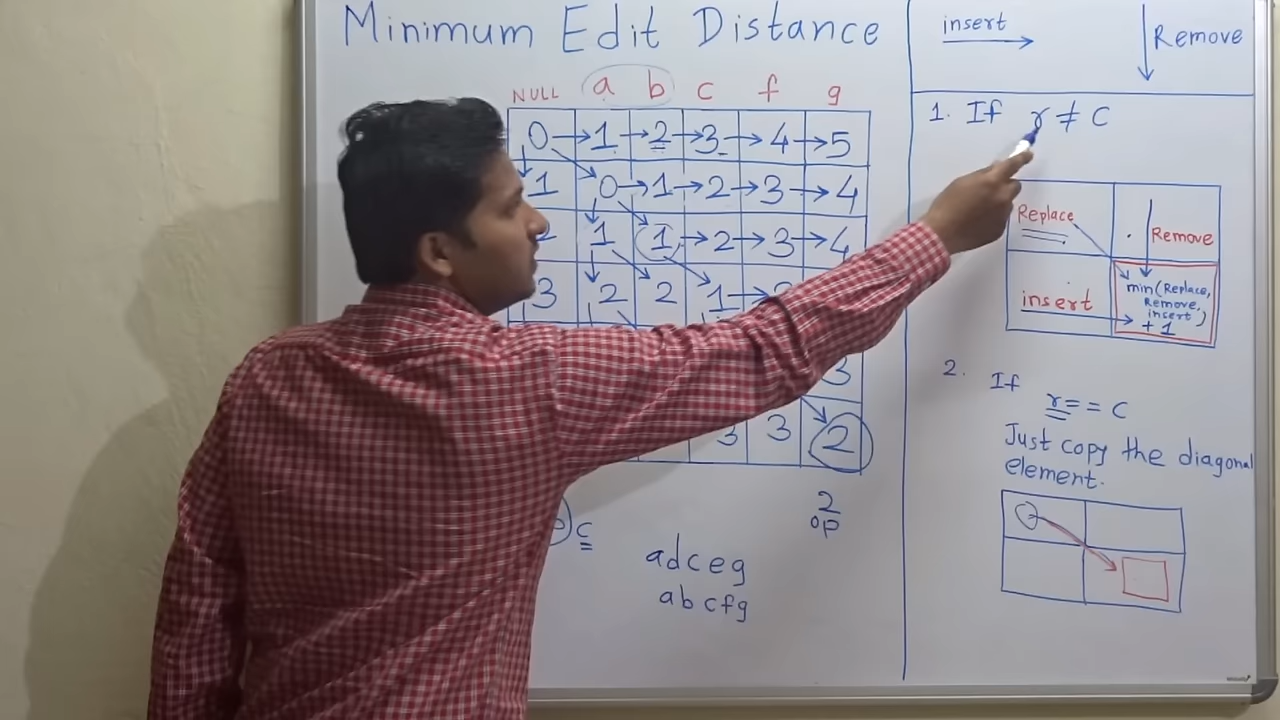 Minimum Edit Distance
NULL a b c f g
0 1 2 3 4 5
1 0 1 2 3 4
2 1 1 2 3 4
3 2 2 1
3
3 3 2
2
op
c
adceg
abcfg
insert
Remove
1. If r ≠ C
Replace
Remove
insert
min(Replace,
Remove,
insert)
+ 1
2. If
r == C
Just copy the diagonal
element.